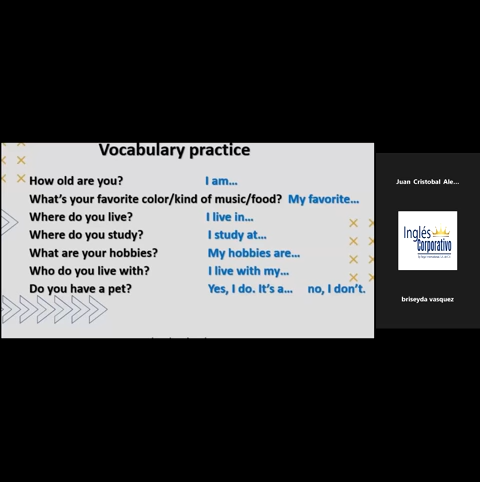 Vocabulary practice
How old are you? I am...
What's your favorite color/kind of music/food? My favorite...
Where do you live? I live in...
Where do you study? I study at...
What are your hobbies? My hobbies are...
Who do you live with? I live with my...
Do you have a pet? Yes, I do. It's a... no, I don't.
Juan Cristobal Ale...
Inglés
Corporativo
briseyda vasquez